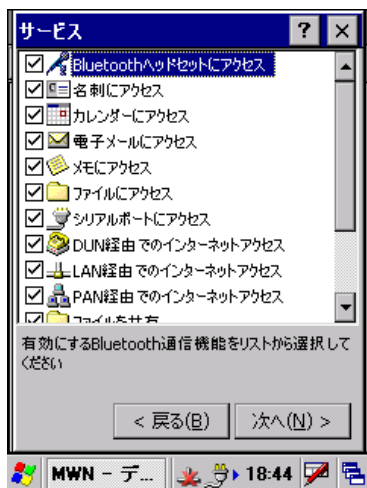 サービス
Bluetoothヘッドセットにアクセス
名刺にアクセス
カレンダーにアクセス
電子メールにアクセス
メモにアクセス
ファイルにアクセス
シリアルポートにアクセス
DUN経由でのインターネットアクセス
LAN経由でのインターネットアクセス
PAN経由でのインターネットアクセス
ファイルを共有
有効にするBluetooth通信機能をリストから選択して
ください
< 戻る(B) 次へ(N) >
MWN - デ... 18:44